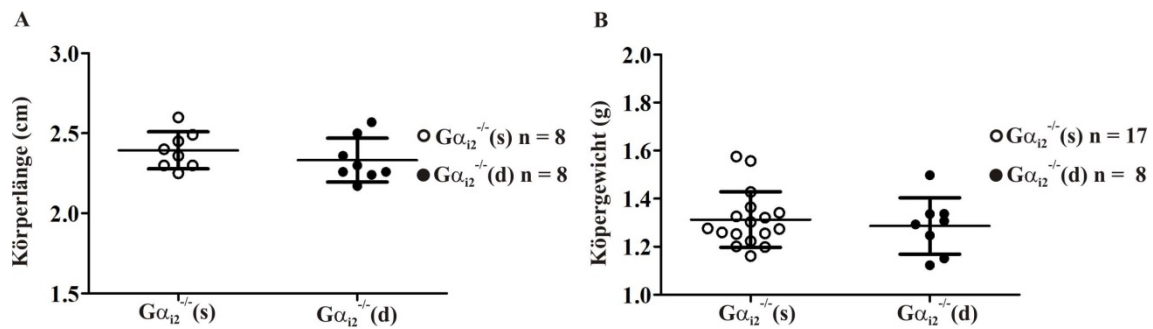 A
Körperlänge (cm)
3.0
2.5
2.0
1.5
Gαi2-/-(s)
Gαi2-/-(d)
Gαi2-/-(s) n = 8
Gαi2-/-(d) n = 8
B
Köpergewicht (g)
2.0
1.8
1.6
1.4
1.2
1.0
Gαi2-/-(s)
Gαi2-/-(d)
Gαi2-/-(s) n = 17
Gαi2-/-(d) n = 8